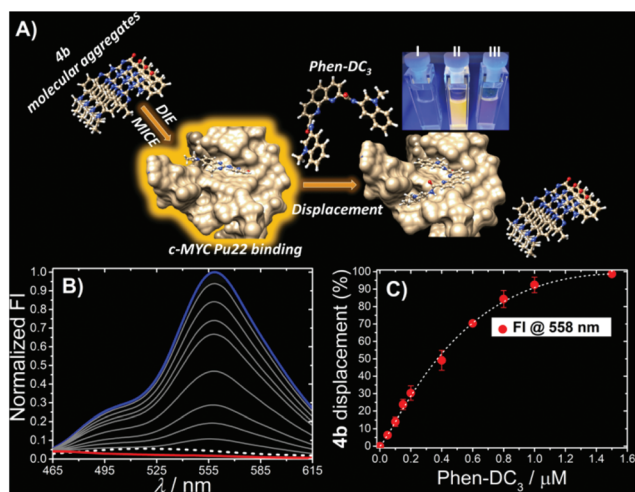 A)
4b
molecular aggregates
DIE
MICE
Phen-DC3
I II III
Displacement
c-MYC Pu22 binding
B)
Normalized FI
1.0
0.9
0.8
0.7
0.6
0.5
0.4
0.3
0.2
0.1
0.0
465 495 525 555 585 615
λ / nm
C)
4b displacement (%)
100
90
80
70
60
50
40
30
20
10
0
FI @ 558 nm
0.0 0.2 0.4 0.6 0.8 1.0 1.2 1.4 1.6
Phen-DC3 / µM